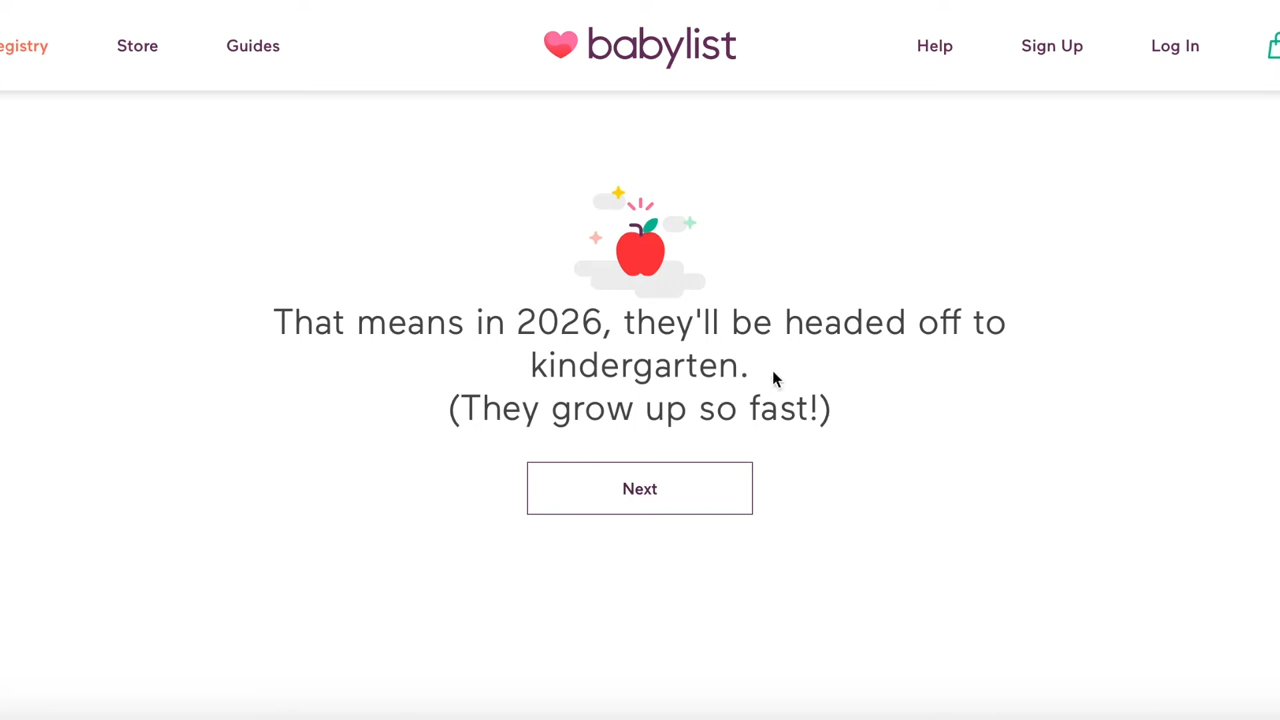 egistry Store Guides babylist Help Sign Up Log In
That means in 2026, they'll be headed off to
kindergarten.
(They grow up so fast!)
Next